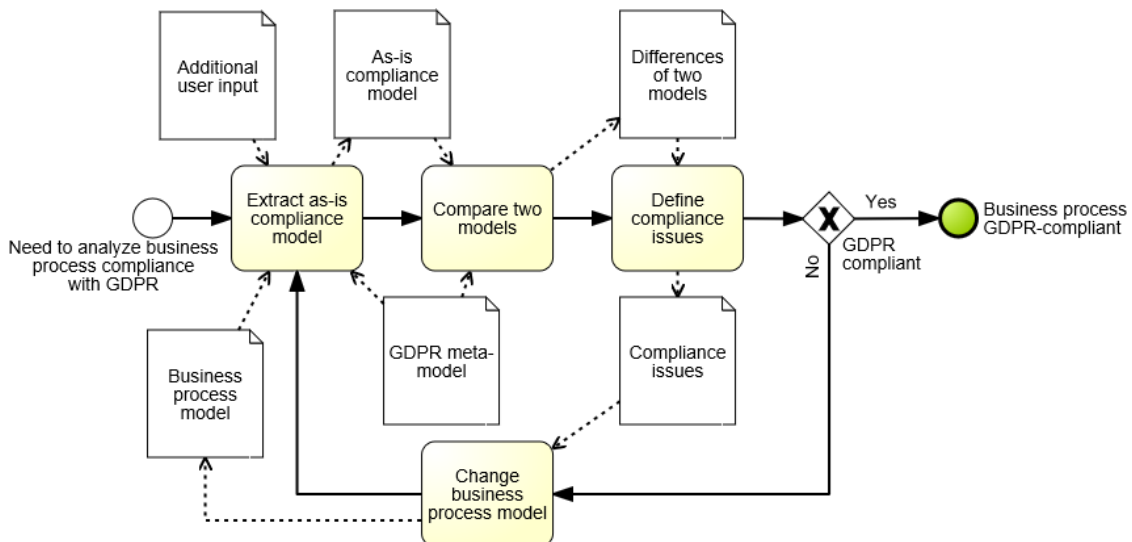 Additional
user input
As-is
compliance
model
Differences of
two models
Need to analyze business
process compliance
with GDPR
Extract as-is
compliance
model
Compare two
models
Define
compliance
issues
X
Yes
GDPR
compliant
No
Business process
GDPR-compliant
Business
process
model
GDPR meta-
model
Compliance
issues
Change
business
process model